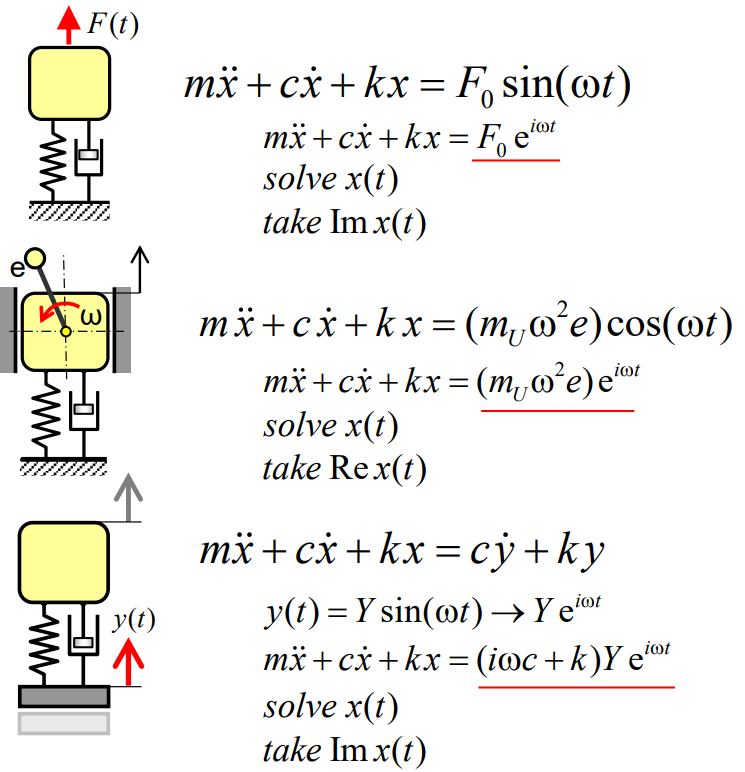 F(t)
mẍ + cẋ + kx = F₀ sin(ωt)
mẍ + cẋ + kx = F₀ e^{iωt}
solve x(t)
take Im x(t)
e
ω
mẍ + cẋ + kx = (m_U ω²e) cos(ωt)
mẍ + cẋ + kx = (m_U ω²e) e^{iωt}
solve x(t)
take Re x(t)
mẍ + cẋ + kx = cẏ + ky
y(t)
y(t) = Y sin(ωt) → Y e^{iωt}
mẍ + cẋ + kx = (iωc + k)Y e^{iωt}
solve x(t)
take Im x(t)